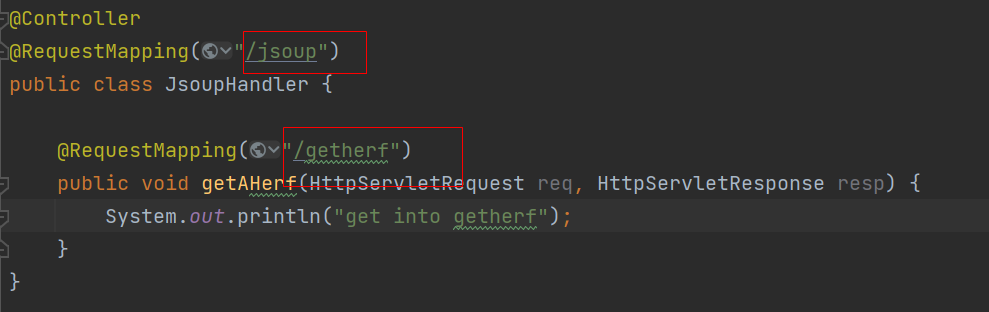 @Controller
@RequestMapping("/jsoup")
public class JsoupHandler {
@RequestMapping("/getherf")
public void getAHerf(HttpServletRequest req, HttpServletResponse resp) {
System.out.println("get into getherf");
}
}